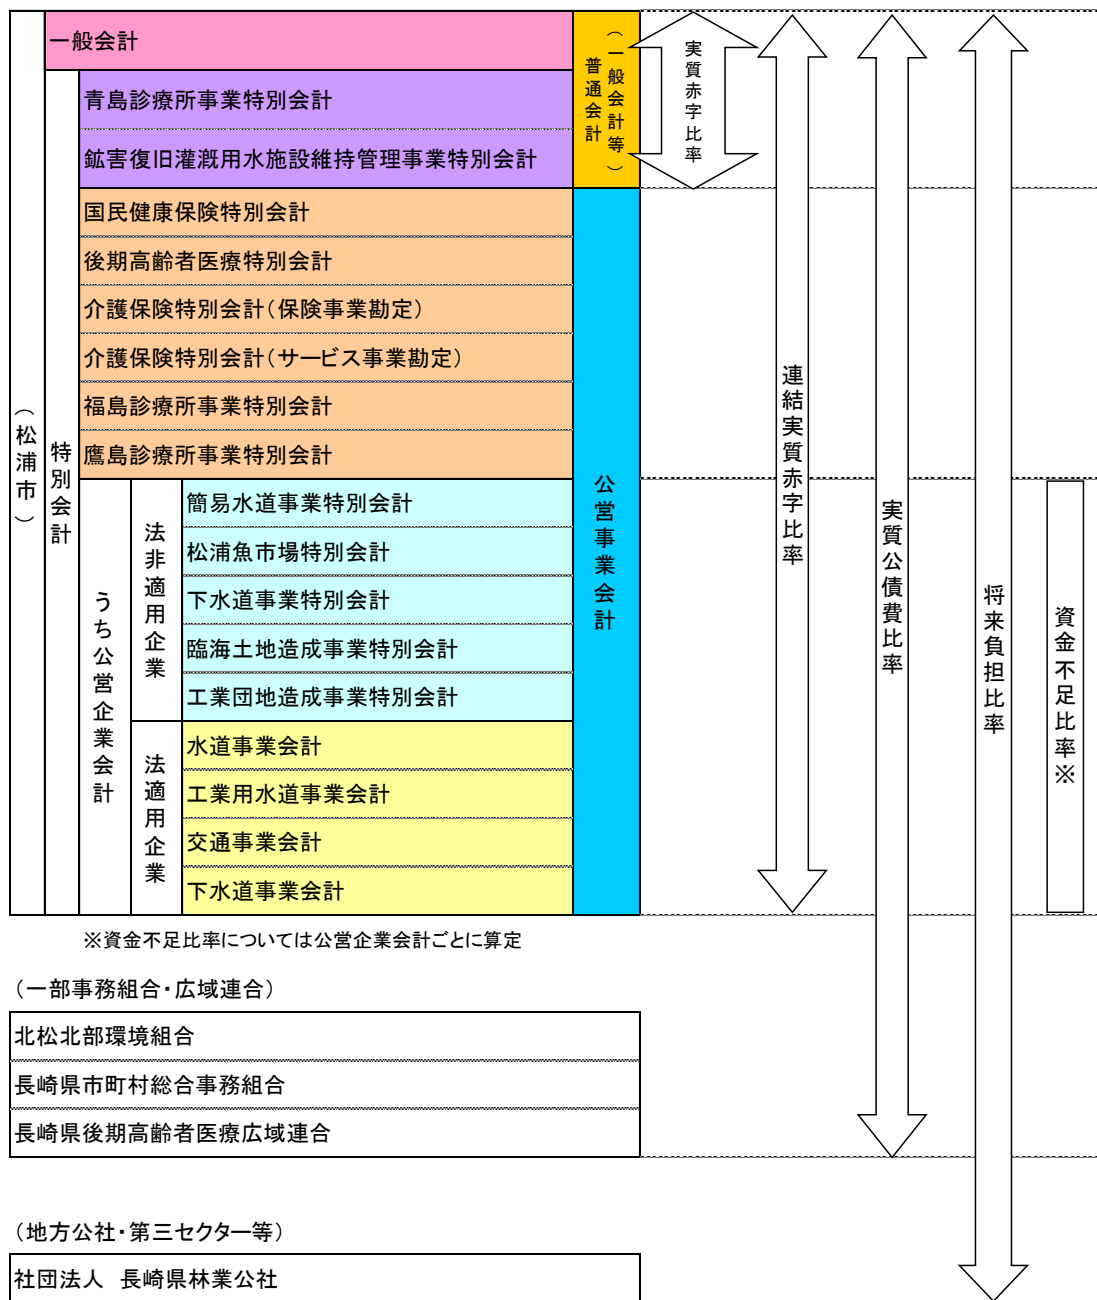 一般会計
青島診療所事業特別会計
鉱害復旧灌漑用水施設維持管理事業特別会計
国民健康保険特別会計
後期高齢者医療特別会計
介護保険特別会計（保険事業勘定）
介護保険特別会計（サービス事業勘定）
福島診療所事業特別会計
鷹島診療所事業特別会計
簡易水道事業特別会計
松浦魚市場特別会計
下水道事業特別会計
臨海土地造成事業特別会計
工業団地造成事業特別会計
水道事業会計
工業用水道事業会計
交通事業会計
下水道事業会計
（松浦市）
特別会計
うち公営企業会計
法非適用企業
法適用企業
普通会計
（一般会計等）
公営事業会計
実質赤字比率
連結実質赤字比率
実質公債費比率
将来負担比率
資金不足比率※
※資金不足比率については公営企業会計ごとに算定
（一部事務組合・広域連合）
北松北部環境組合
長崎県市町村総合事務組合
長崎県後期高齢者医療広域連合
（地方公社・第三セクター等）
社団法人　長崎県林業公社